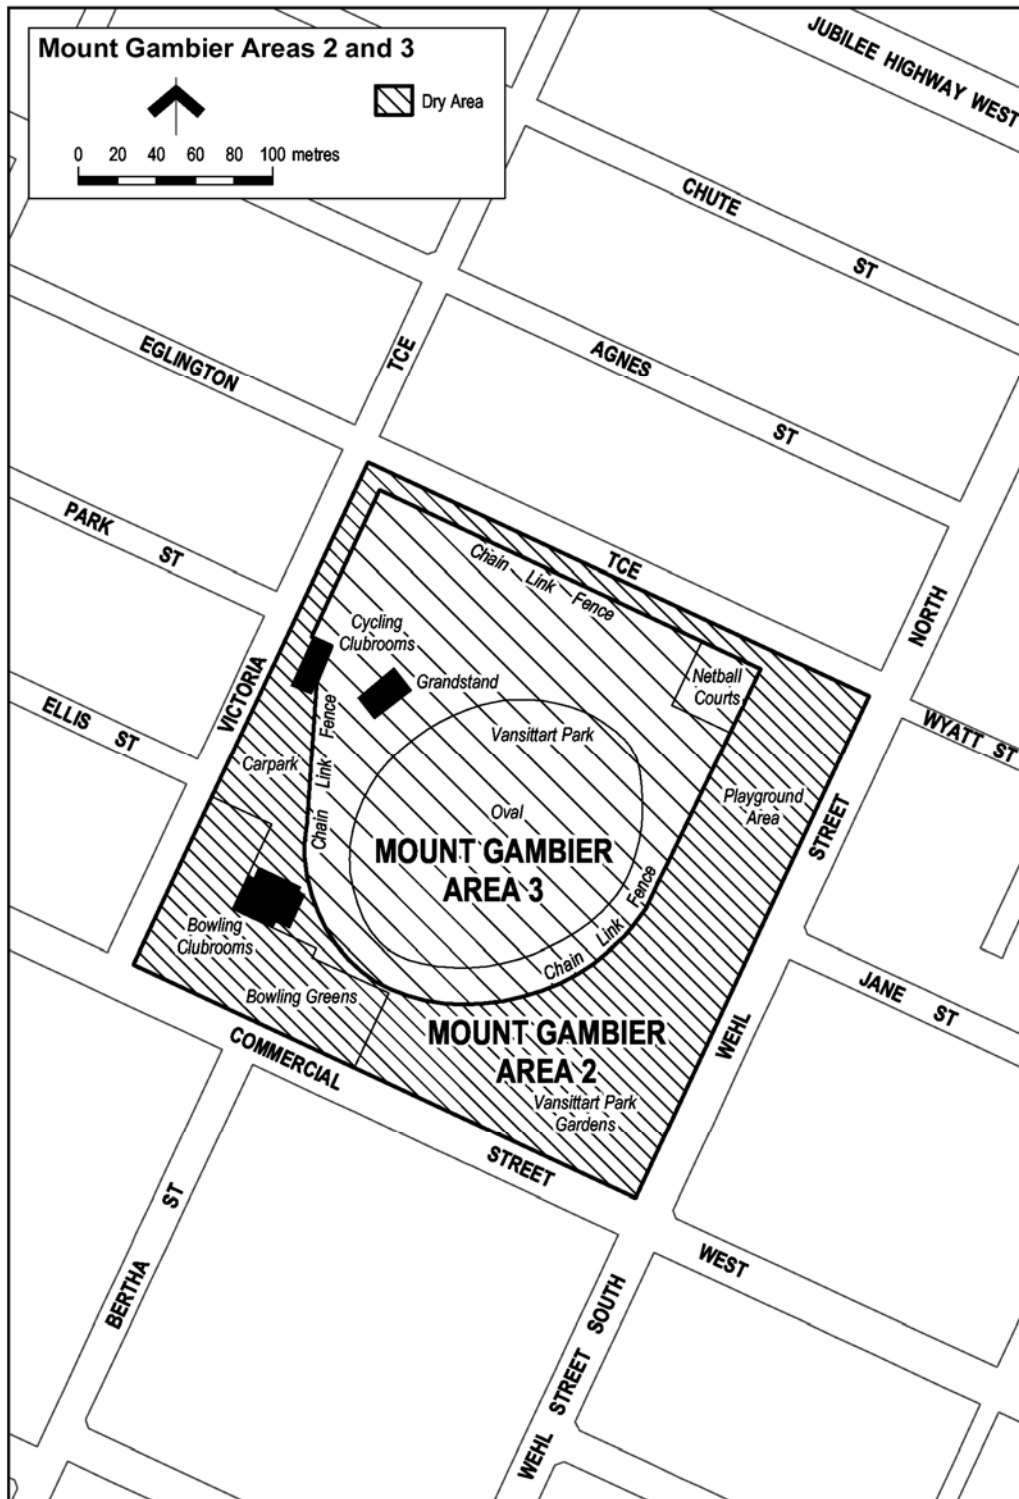 Mount Gambier Areas 2 and 3
Dry Area
0 20 40 60 80 100 metres
JUBILEE HIGHWAY WEST
CHUTE ST
AGNES ST
EGLINGTON
TCE
PARK ST
ELLIS ST
VICTORIA
TCE
NORTH
WYATT ST
Chain Link Fence
Cycling
Clubrooms
Grandstand
Netball
Courts
Vansittart Park
Chain Link Fence
Carpark
Playground
Area
Oval
MOUNT GAMBIER
AREA 3
Chain Link Fence
Bowling
Clubrooms
Bowling Greens
MOUNT GAMBIER
AREA 2
Vansittart Park
Gardens
WEHL STREET
JANE ST
COMMERCIAL STREET WEST
BERTHA ST
WEHL STREET SOUTH